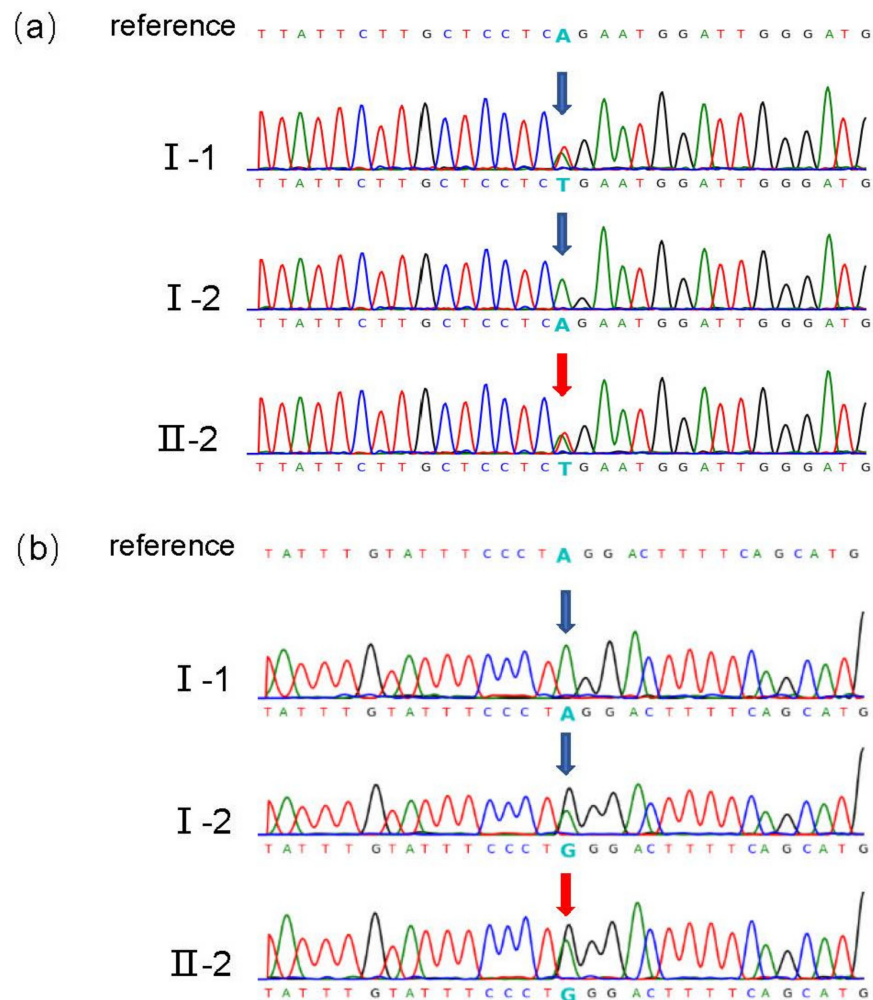 (a) reference T T A T T C T T G C T C C T C A G A A T G G A T T G G G A T G
I-1
T T A T T C T T G C T C C T C T G A A T G G A T T G G G A T G
I-2
T T A T T C T T G C T C C T C A G A A T G G A T T G G G A T G
II-2
T T A T T C T T G C T C C T C T G A A T G G A T T G G G A T G
(b) reference T A T T T G T A T T T C C C T A G G A C T T T T C A G C A T G
I-1
T A T T T G T A T T T C C C T A G G A C T T T T C A G C A T G
I-2
T A T T T G T A T T T C C C T G G G A C T T T T C A G C A T G
II-2
T A T T T G T A T T T C C C T G G G A C T T T T C A G C A T G